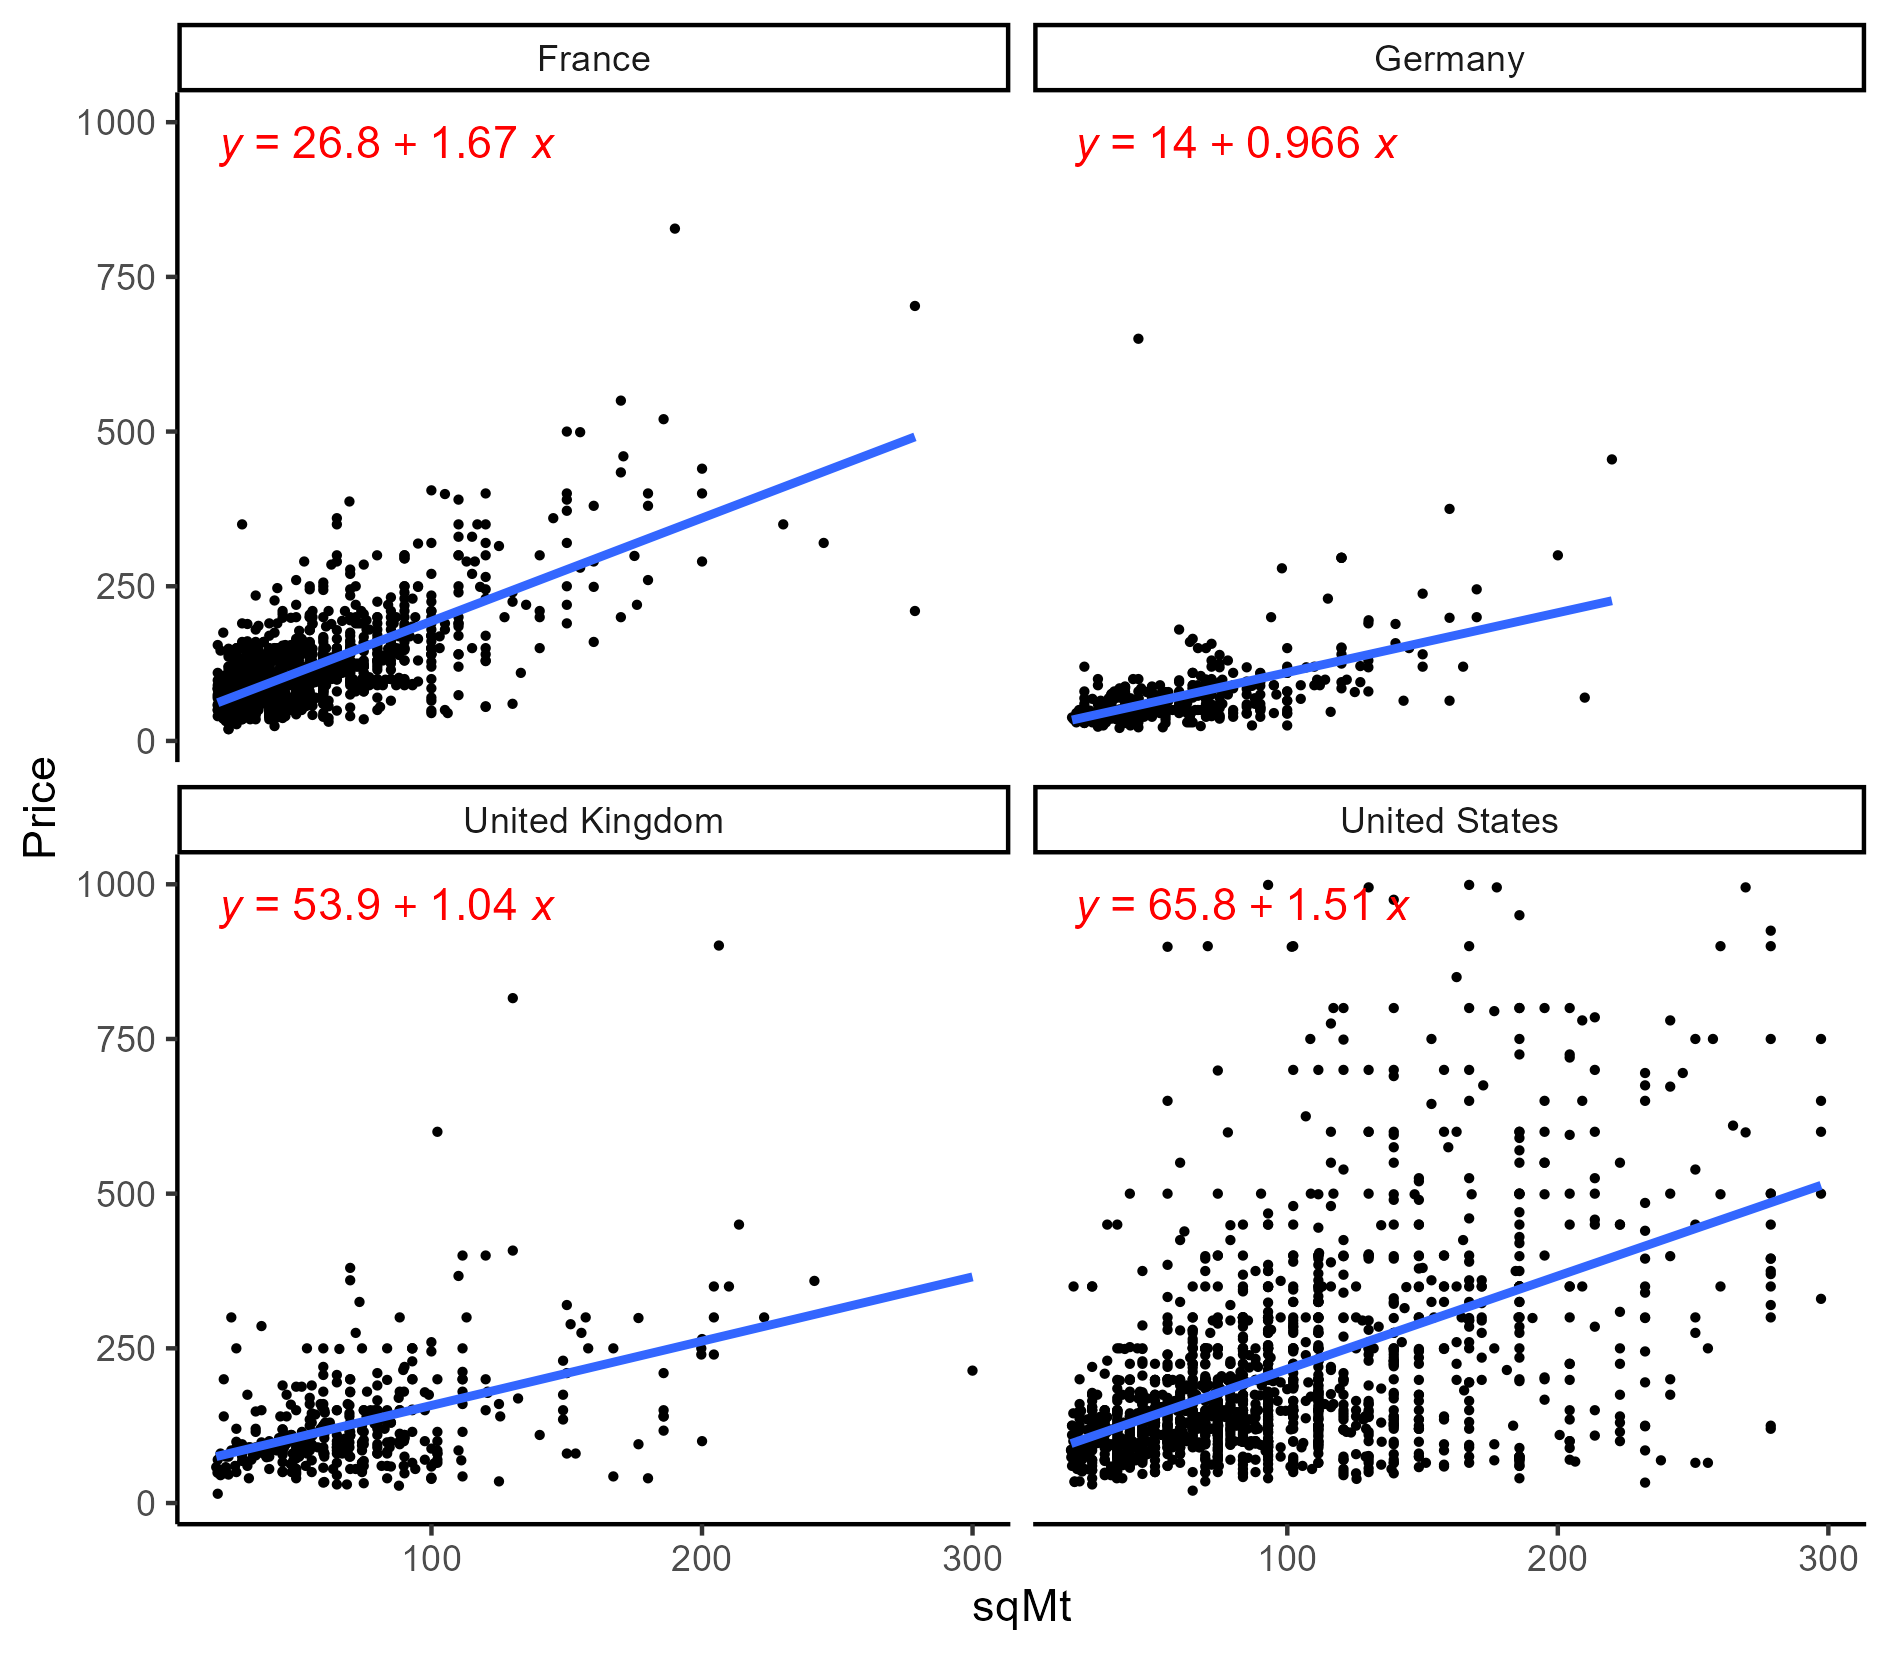 France
Germany
1000
750
500
250
0
y = 26.8 + 1.67 x
y = 14 + 0.966 x
Price
United Kingdom
United States
1000
750
500
250
0
y = 53.9 + 1.04 x
y = 65.8 + 1.51 x
100 200 300
100 200 300
sqMt